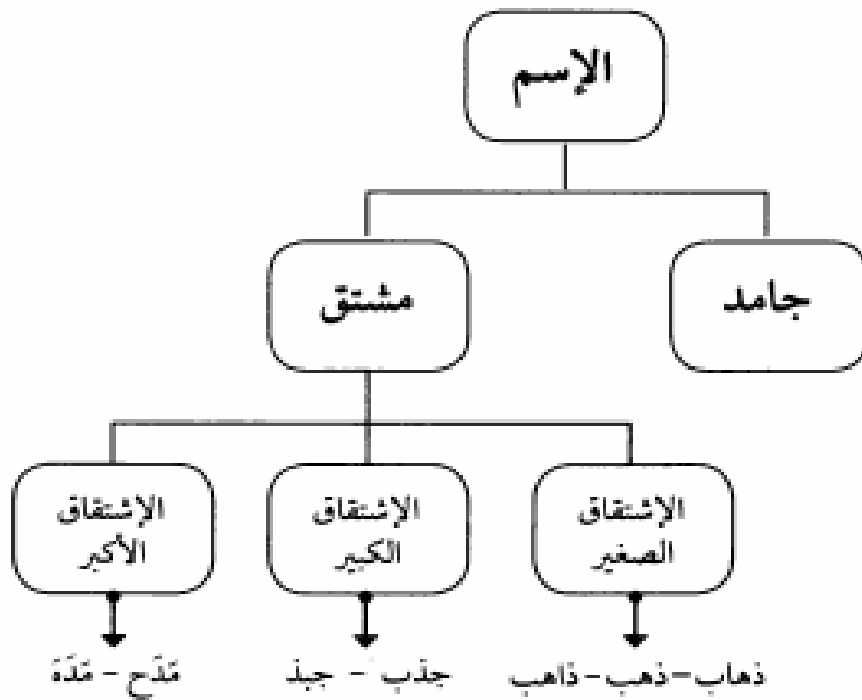 الإسم
جامد
مشتق
الإشتقاق
الصغير
الإشتقاق
الكبير
الإشتقاق
الأكبر
ذهاب – ذهب – ذاهب
جذب – جبذ
مَدَح – مَدَهَ